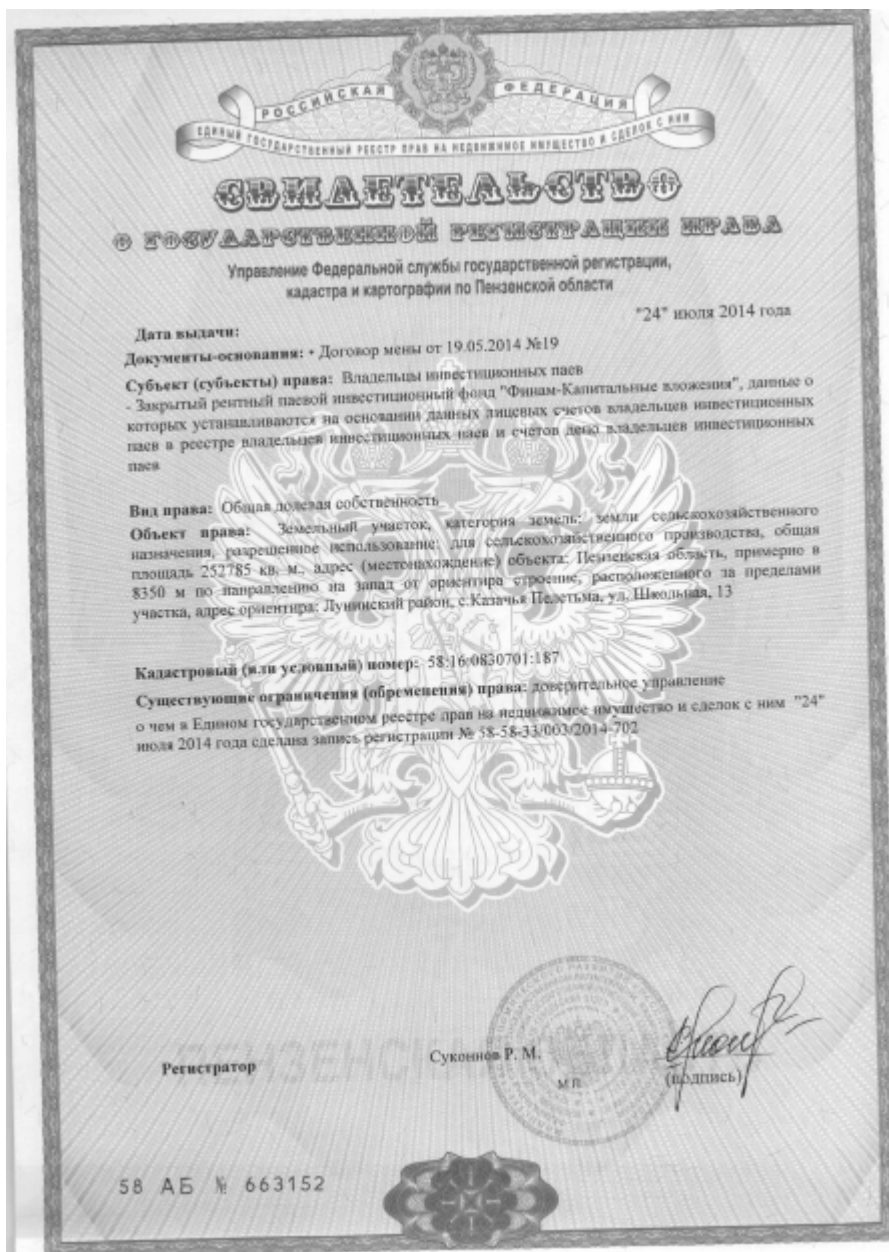 РОССИЙСКАЯ ФЕДЕРАЦИЯ
ЕДИНЫЙ ГОСУДАРСТВЕННЫЙ РЕЕСТР ПРАВ НА НЕДВИЖИМОЕ ИМУЩЕСТВО И СДЕЛОК С НИМ
СВИДЕТЕЛЬСТВО
О ГОСУДАРСТВЕННОЙ РЕГИСТРАЦИИ ПРАВА
Управление Федеральной службы государственной регистрации,
кадастра и картографии по Пензенской области
"24" июля 2014 года
Дата выдачи:
Документы-основания: • Договор мены от 19.05.2014 №19
Субъект (субъекты) права: Владельцы инвестиционных паев
- Закрытый рентный паевой инвестиционный фонд "Финам-Капитальные вложения", данные о
которых устанавливаются на основании данных лицевых счетов владельцев инвестиционных
паев в реестре владельцев инвестиционных паев и счетов депо владельцев инвестиционных
паев
Вид права: Общая долевая собственность
Объект права: Земельный участок, категория земель: земли сельскохозяйственного
назначения, разрешенное использование: для сельскохозяйственного производства, общая
площадь 252785 кв. м., адрес (местонахождение) объекта: Пензенская область, примерно в
8350 м по направлению на запад от ориентира строение, расположенного за пределами
участка, адрес ориентира: Лунинский район, с.Казачья Пелетьма, ул. Школьная, 13
Кадастровый (или условный) номер: 58:16:0830701:187
Существующие ограничения (обременения) права: доверительное управление
о чем в Едином государственном реестре прав на недвижимое имущество и сделок с ним "24"
июля 2014 года сделана запись регистрации № 58-58-33/003/2014-702
Регистратор
Суконнов Р. М.
М.П.
(подпись)
58 АБ № 663152